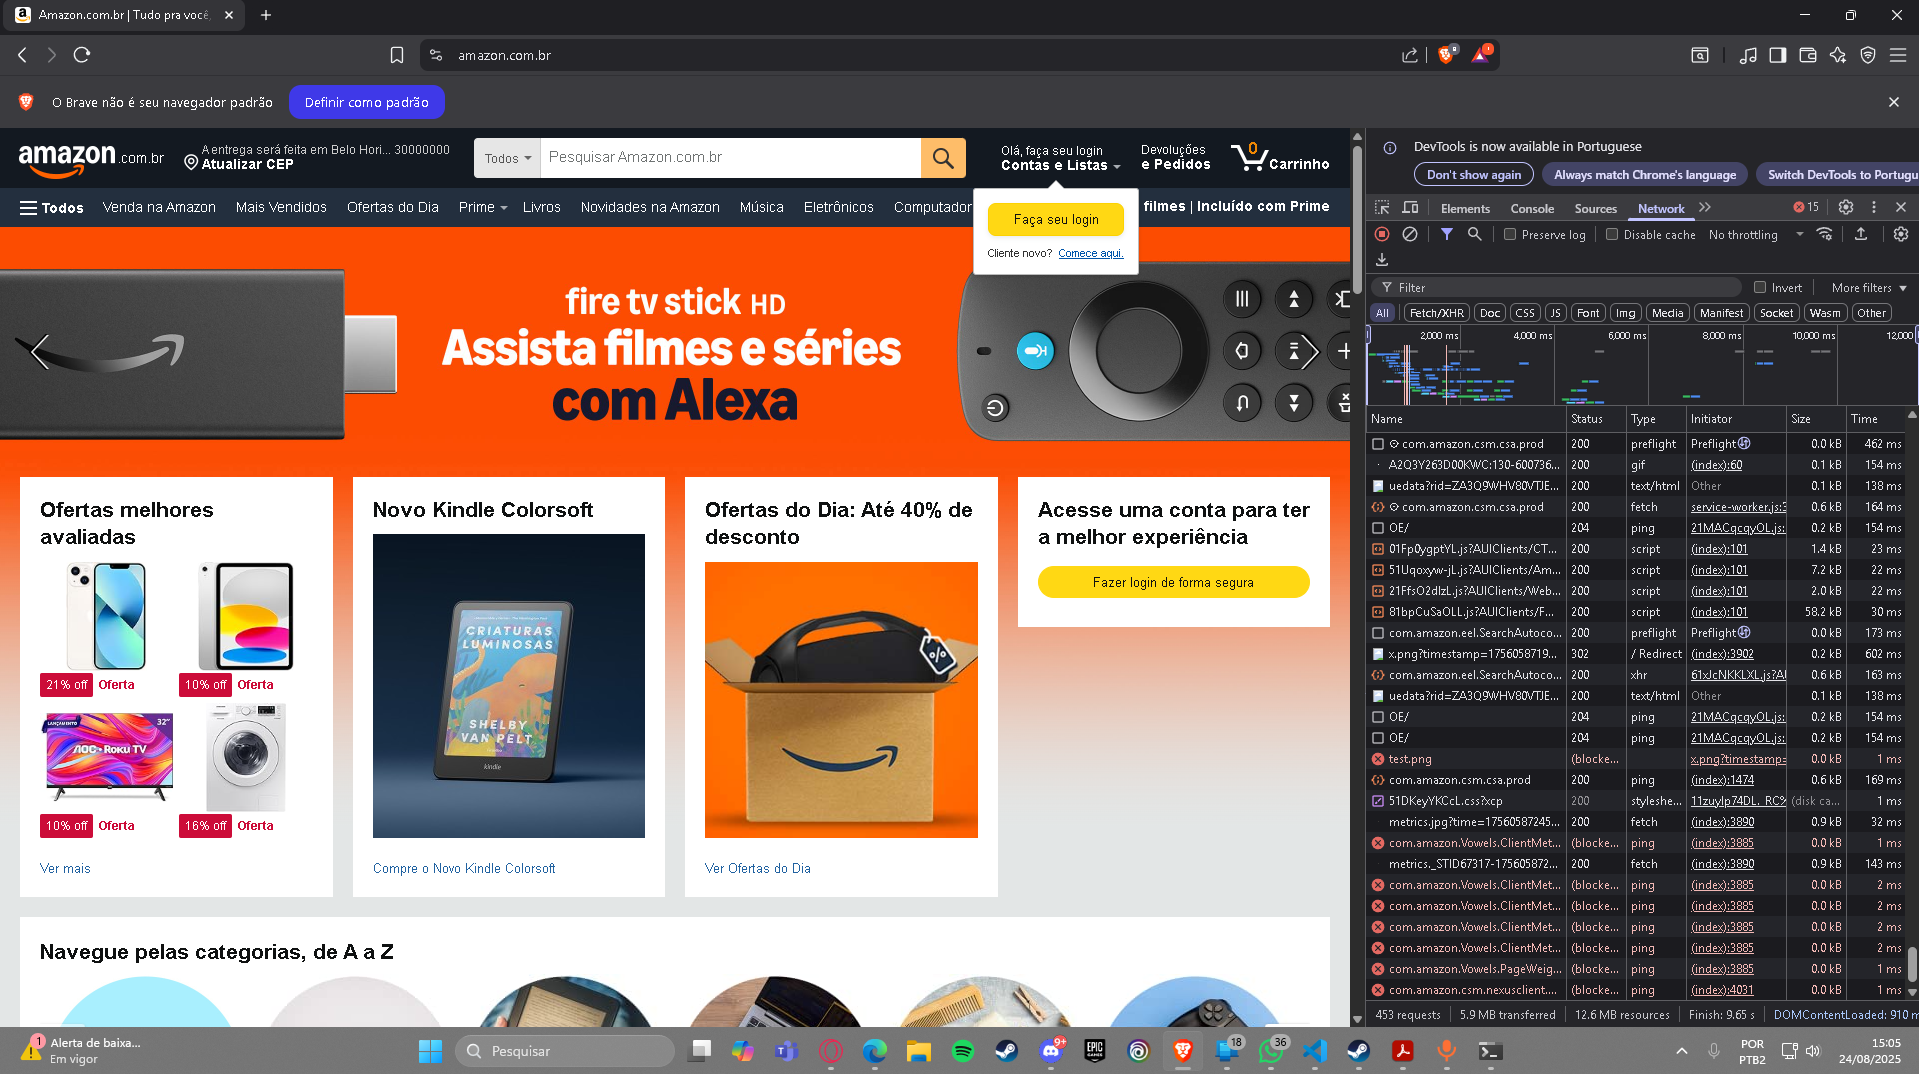 Amazon.com.br | Tudo pra você,
amazon.com.br
O Brave não é seu navegador padrão
Definir como padrão
amazon.com.br
A entrega será feita em Belo Hori... 30000000
Atualizar CEP
Todos
Pesquisar Amazon.com.br
Olá, faça seu login
Contas e Listas
Devoluções
e Pedidos
0
Carrinho
Todos
Venda na Amazon
Mais Vendidos
Ofertas do Dia
Prime
Livros
Novidades na Amazon
Música
Eletrônicos
Computador
filmes | Incluído com Prime
Faça seu login
Cliente novo? Comece aqui.
fire tv stick HD
Assista filmes e séries
com Alexa
Ofertas melhores
avaliadas
21% off Oferta
10% off Oferta
LANÇAMENTO
32"
AOC • Roku TV
10% off Oferta
16% off Oferta
Ver mais
Novo Kindle Colorsoft
CRIATURAS
LUMINOSAS
SHELBY
VAN PELT
kindle
Compre o Novo Kindle Colorsoft
Ofertas do Dia: Até 40% de
desconto
%
Ver Ofertas do Dia
Acesse uma conta para ter
a melhor experiência
Fazer login de forma segura
Navegue pelas categorias, de A a Z
DevTools is now available in Portuguese
Don't show again
Always match Chrome's language
Switch DevTools to Portugu
Elements
Console
Sources
Network
15
Preserve log
Disable cache
No throttling
Filter
Invert
More filters
All
Fetch/XHR
Doc
CSS
JS
Font
Img
Media
Manifest
Socket
Wasm
Other
2,000 ms
4,000 ms
6,000 ms
8,000 ms
10,000 ms
12,000
Name Status Type Initiator Size Time
com.amazon.csm.csa.prod 200 preflight Preflight 0.0 kB 462 ms
A2Q3Y263D00KWC:130-600736... 200 gif (index):60 0.1 kB 154 ms
uedata?rid=ZA3Q9WHV80VTJE... 200 text/html Other 0.1 kB 138 ms
com.amazon.csm.csa.prod 200 fetch service-worker.js:3 0.6 kB 164 ms
OE/ 204 ping 21MACqcqyOL.js: 0.2 kB 154 ms
01Fp0ygptYL.js?AUIClients/CT... 200 script (index):101 1.4 kB 23 ms
51Uqoxyw-jL.js?AUIClients/Am... 200 script (index):101 7.2 kB 22 ms
21FfsO2dlzL.js?AUIClients/Web... 200 script (index):101 2.0 kB 22 ms
81bpCuSaOLL.js?AUIClients/F... 200 script (index):101 58.2 kB 30 ms
com.amazon.eel.SearchAutoco... 200 preflight Preflight 0.0 kB 173 ms
x.png?timestamp=1756058719... 302 / Redirect (index):3902 0.2 kB 602 ms
com.amazon.eel.SearchAutoco... 200 xhr 61xJcNKKLXL.js?AU 0.6 kB 163 ms
uedata?rid=ZA3Q9WHV80VTJE... 200 text/html Other 0.1 kB 138 ms
OE/ 204 ping 21MACqcqyOL.js: 0.2 kB 154 ms
OE/ 204 ping 21MACqcqyOL.js: 0.2 kB 154 ms
test.png (blocke... x.png?timestamp= 0.0 kB 1 ms
com.amazon.csm.csa.prod 200 ping (index):1474 0.6 kB 169 ms
51DKeyYKCcL.css?xcp 200 styleshe... 11zuylp74DL._RC% (disk ca... 1 ms
metrics.jpg?time=17560587245... 200 fetch (index):3890 0.9 kB 32 ms
com.amazon.Vowels.ClientMet... (blocke... ping (index):3885 0.0 kB 1 ms
metrics._STID67317-175605872... 200 fetch (index):3890 0.9 kB 143 ms
com.amazon.Vowels.ClientMet... (blocke... ping (index):3885 0.0 kB 2 ms
com.amazon.Vowels.ClientMet... (blocke... ping (index):3885 0.0 kB 2 ms
com.amazon.Vowels.ClientMet... (blocke... ping (index):3885 0.0 kB 2 ms
com.amazon.Vowels.ClientMet... (blocke... ping (index):3885 0.0 kB 2 ms
com.amazon.Vowels.PageWeig... (blocke... ping (index):3885 0.0 kB 1 ms
com.amazon.csm.nexusclient.... (blocke... ping (index):4031 0.0 kB 1 ms
453 requests
5.9 MB transferred
12.6 MB resources
Finish: 9.65 s
DOMContentLoaded: 910 m
1
Alerta de baixa...
Em vigor
Pesquisar
9+
EPIC
GAMES
18
36
POR
PTB2
15:05
24/08/2025